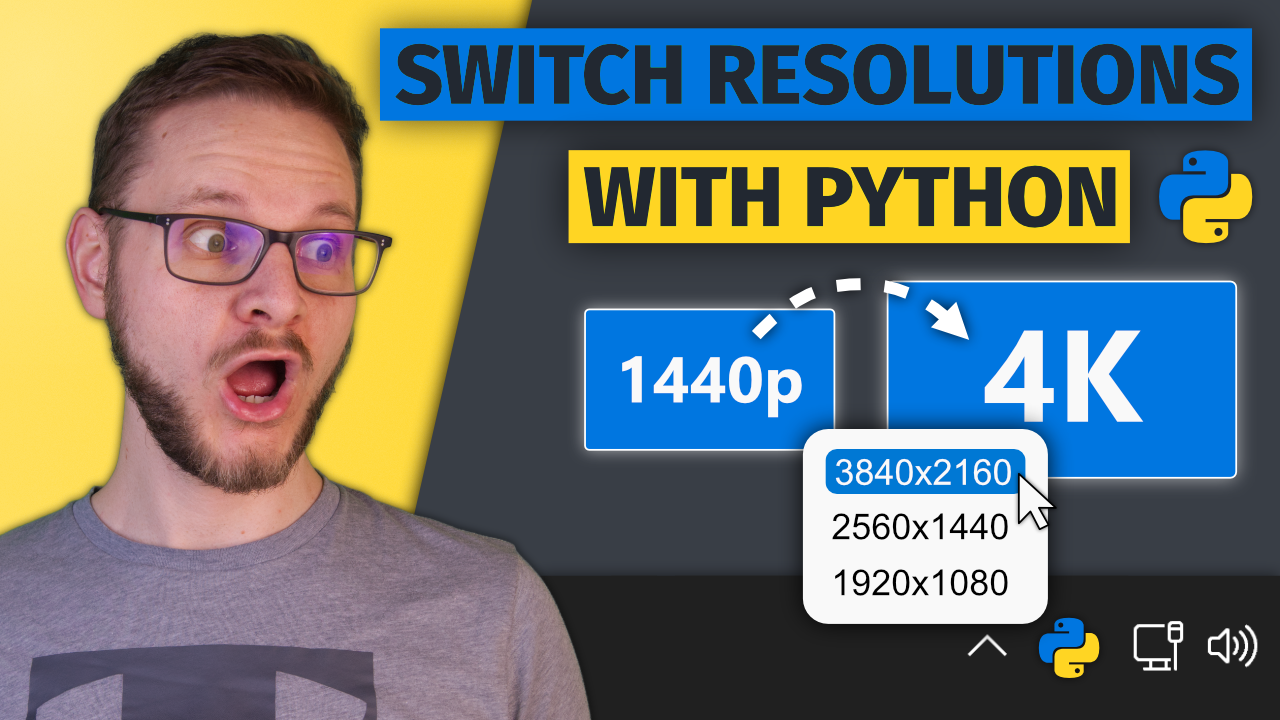 SWITCH RESOLUTIONS
WITH PYTHON
1440p
4K
3840x2160
2560x1440
1920x1080